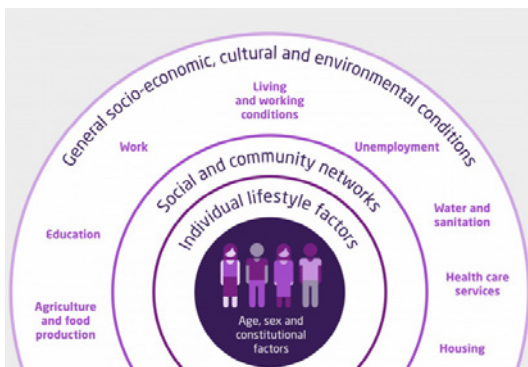 General socio-economic, cultural and environmental conditions
Living
and working
conditions
Work
Unemployment
Social and community networks
Individual lifestyle factors
Education
Water and
sanitation
Health care
services
Agriculture
and food
production
Age, sex and
constitutional
factors
Housing